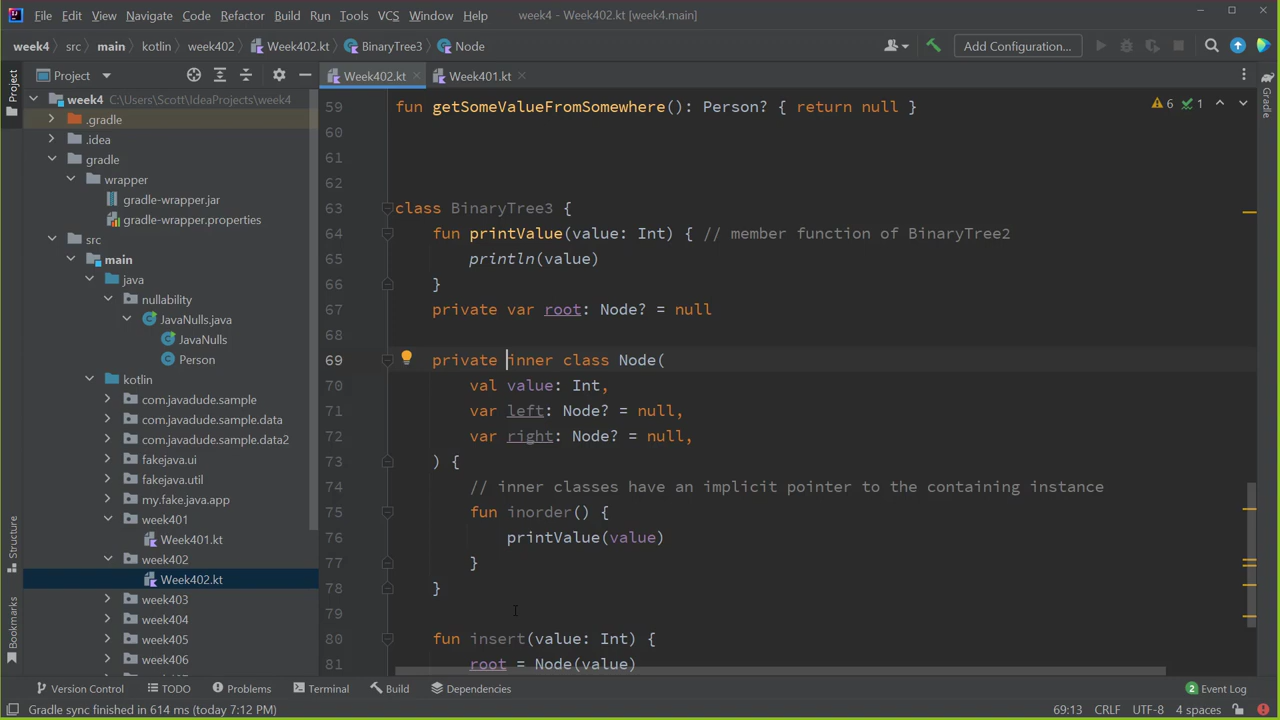 File Edit View Navigate Code Refactor Build Run Tools VCS Window Help week4 - Week402.kt [week4.main]
week4 src main kotlin week402 Week402.kt BinaryTree3 Node Add Configuration...
Project Week402.kt Week401.kt
Project
Gradle
Structure
Bookmarks
week4 C:\Users\Scott\IdeaProjects\week4
.gradle
.idea
gradle
wrapper
gradle-wrapper.jar
gradle-wrapper.properties
src
main
java
nullability
JavaNulls.java
JavaNulls
Person
kotlin
com.javadude.sample
com.javadude.sample.data
com.javadude.sample.data2
fakejava.ui
fakejava.util
my.fake.java.app
week401
Week401.kt
week402
Week402.kt
week403
week404
week405
week406
6 1
59 fun getSomeValueFromSomewhere(): Person? { return null }
60
61
62
63 class BinaryTree3 {
64 fun printValue(value: Int) { // member function of BinaryTree2
65 println(value)
66 }
67 private var root: Node? = null
68
69 private inner class Node(
70 val value: Int,
71 var left: Node? = null,
72 var right: Node? = null,
73 ) {
74 // inner classes have an implicit pointer to the containing instance
75 fun inorder() {
76 printValue(value)
77 }
78 }
79
80 fun insert(value: Int) {
81 root = Node(value)
Version Control TODO Problems Terminal Build Dependencies 2 Event Log
Gradle sync finished in 614 ms (today 7:12 PM) 69:13 CRLF UTF-8 4 spaces